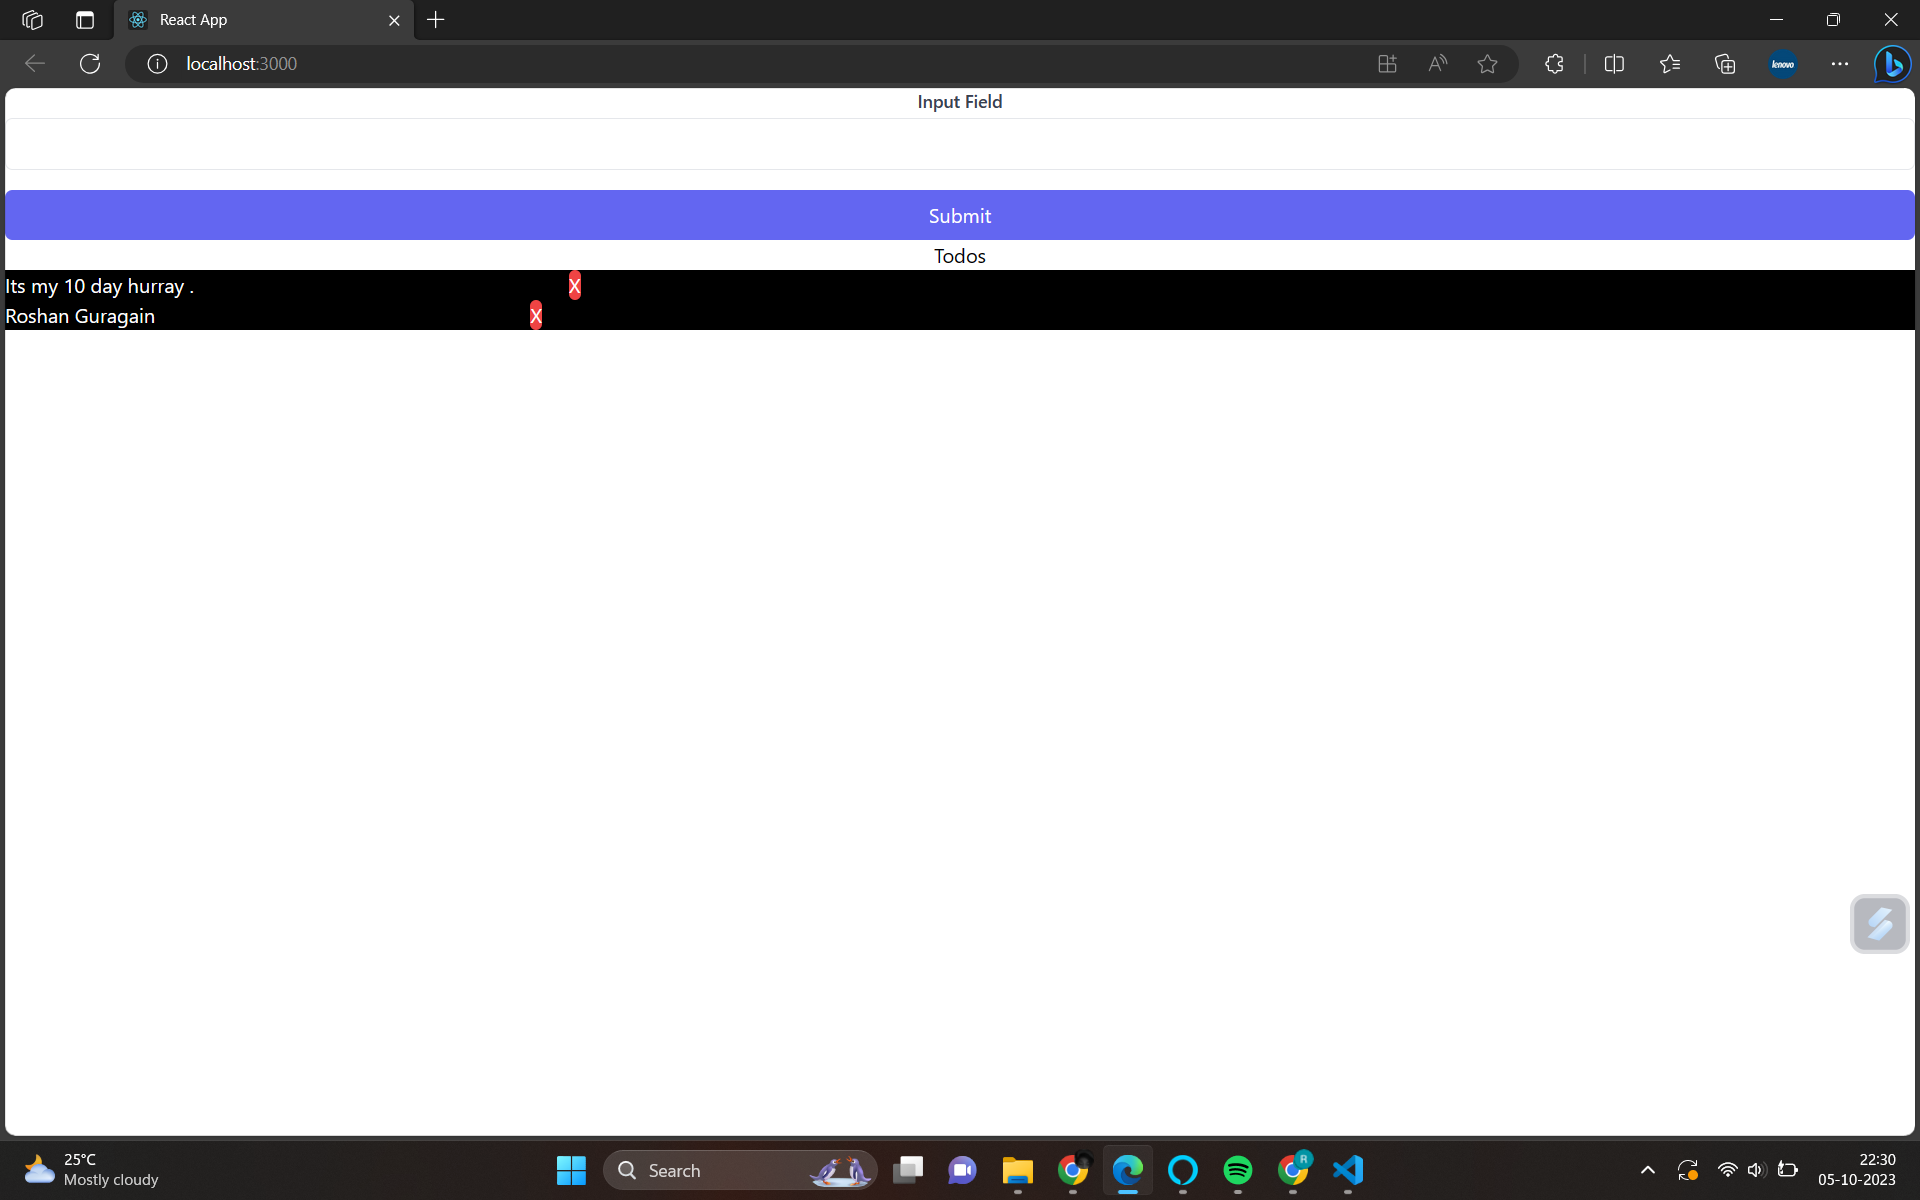 React App
localhost:3000
lenovo
Input Field
Submit
Todos
Its my 10 day hurray . X
Roshan Guragain X
25°C
Mostly cloudy
Search
R
22:30
05-10-2023